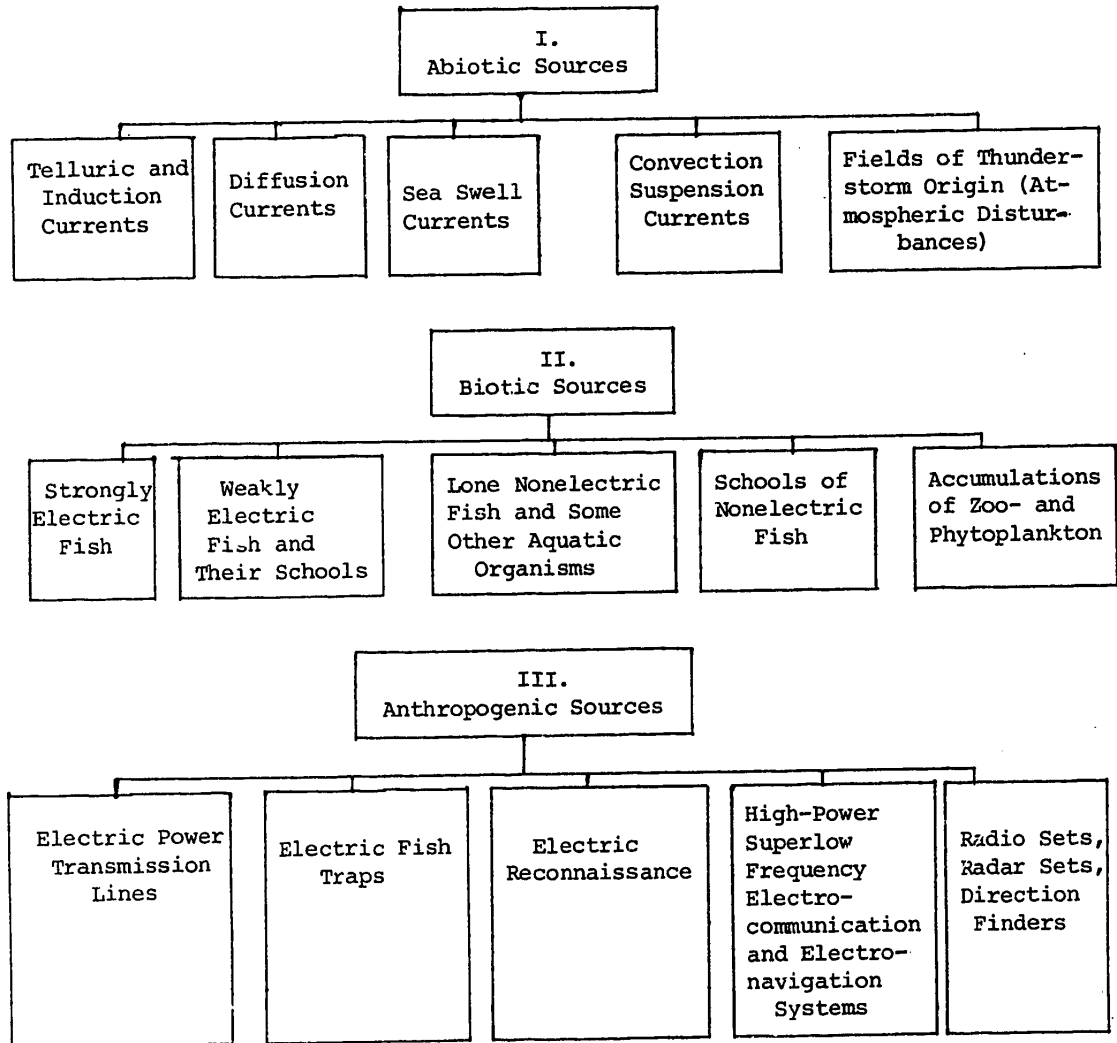 I.
Abiotic Sources
Telluric and
Induction
Currents
Diffusion
Currents
Sea Swell
Currents
Convection
Suspension
Currents
Fields of Thunder-
storm Origin (At-
mospheric Distur-
bances)
II.
Biotic Sources
Strongly
Electric
Fish
Weakly
Electric
Fish and
Their Schools
Lone Nonelectric
Fish and Some
Other Aquatic
Organisms
Schools of
Nonelectric
Fish
Accumulations
of Zoo- and
Phytoplankton
III.
Anthropogenic Sources
Electric Power
Transmission
Lines
Electric Fish
Traps
Electric
Reconnaissance
High-Power
Superlow
Frequency
Electro-
communication
and Electro-
navigation
Systems
Radio Sets,
Radar Sets,
Direction
Finders